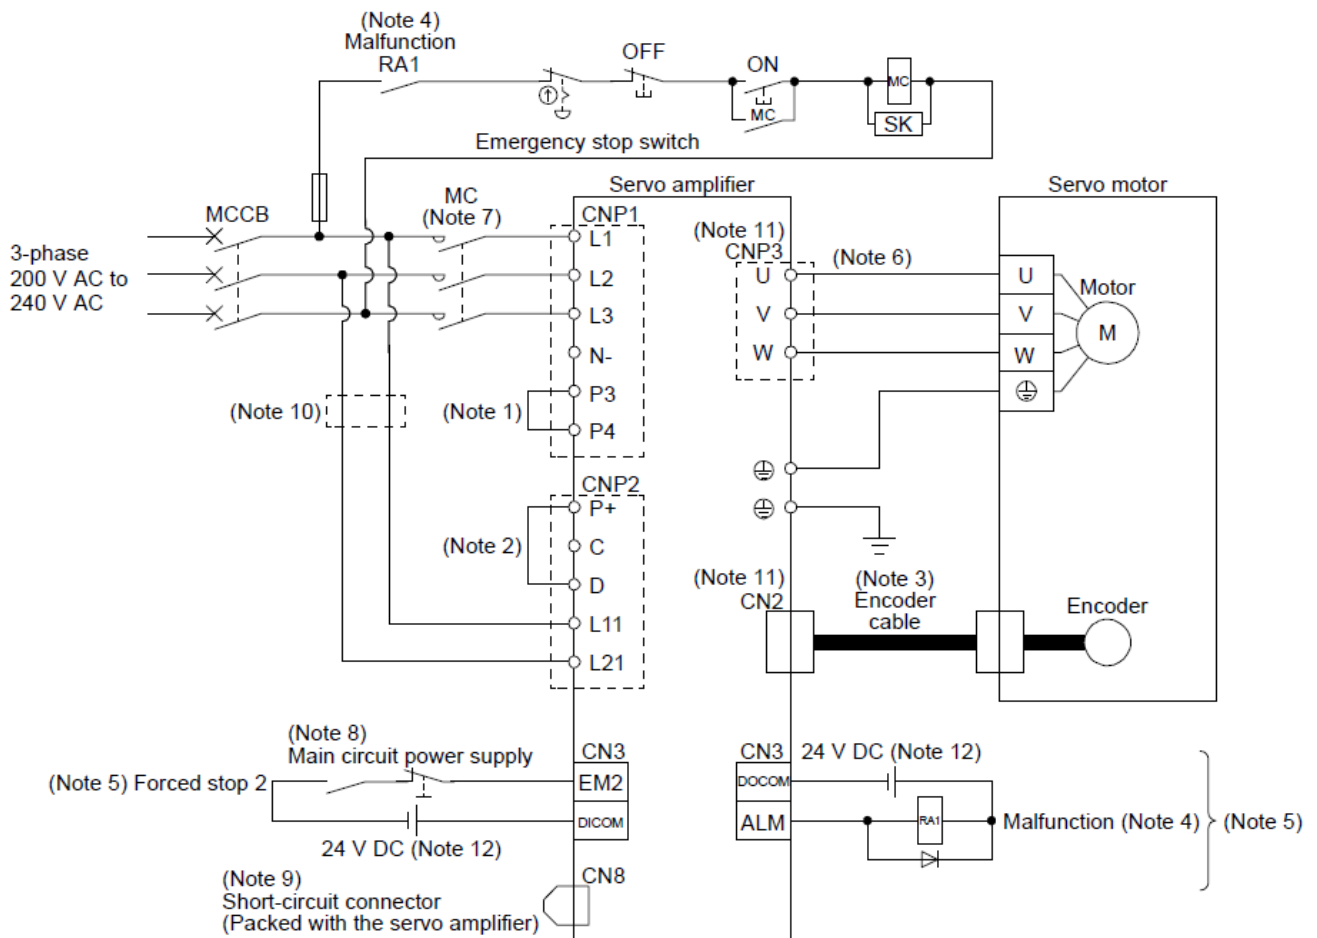 (Note 4)
Malfunction
RA1
OFF
ON
MC
MC
SK
Emergency stop switch
Servo amplifier
Servo motor
MCCB
MC
(Note 7)
CNP1
(Note 11)
CNP3
3-phase
200 V AC to
240 V AC
L1
L2
L3
N-
P3
P4
U
V
W
(Note 6)
U
V
W
Motor
M
(Note 10)
(Note 1)
CNP2
P+
C
D
L11
L21
(Note 2)
(Note 11)
CN2
(Note 3)
Encoder
cable
Encoder
(Note 8)
Main circuit power supply
(Note 5) Forced stop 2
CN3
EM2
DICOM
24 V DC (Note 12)
CN3
24 V DC (Note 12)
DOCOM
ALM
RA1
Malfunction (Note 4)
(Note 5)
(Note 9)
Short-circuit connector
(Packed with the servo amplifier)
CN8